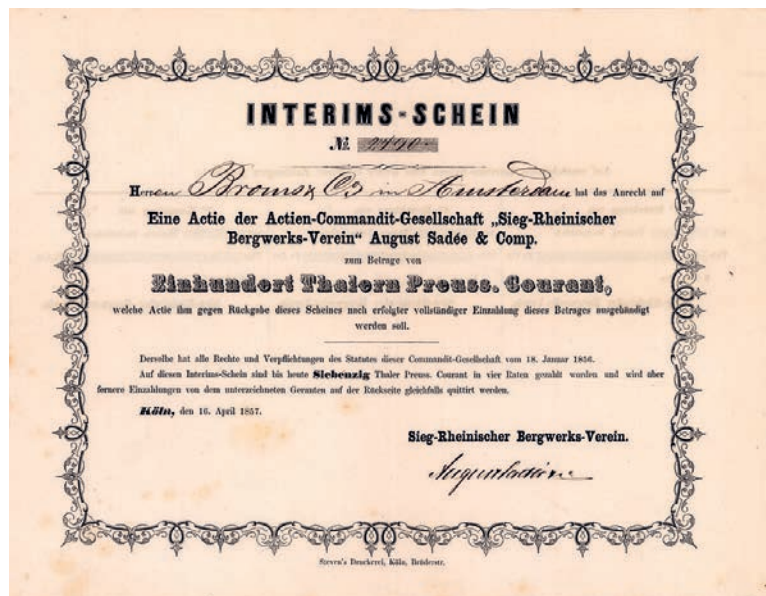 INTERIMS-SCHEIN
No. 2490
Herren Broms & Co in Amsterdam hat das Anrecht auf
Eine Actie der Actien-Commandit-Gesellschaft „Sieg-Rheinischer
Bergwerks-Verein“ August Sadée & Comp.
zum Betrage von
Einhundert Thalern Preuss. Courant,
welche Actie ihm gegen Rückgabe dieses Scheines nach erfolgter vollständiger Einzahlung dieses Betrages ausgehändigt
werden soll.
Derselbe hat alle Rechte und Verpflichtungen des Statutes dieser Commandit-Gesellschaft vom 18. Januar 1856.
Auf diesen Interims-Schein sind bis heute Siebenzig Thaler Preuss. Courant in vier Raten gezahlt worden und wird über
fernere Einzahlungen von dem unterzeichneten Geranten auf der Rückseite gleichfalls quittirt werden.
Köln, den 16. April 1857.
Sieg-Rheinischer Bergwerks-Verein.
August Sadée
Steven's Druckerei, Köln, Brüderstr.